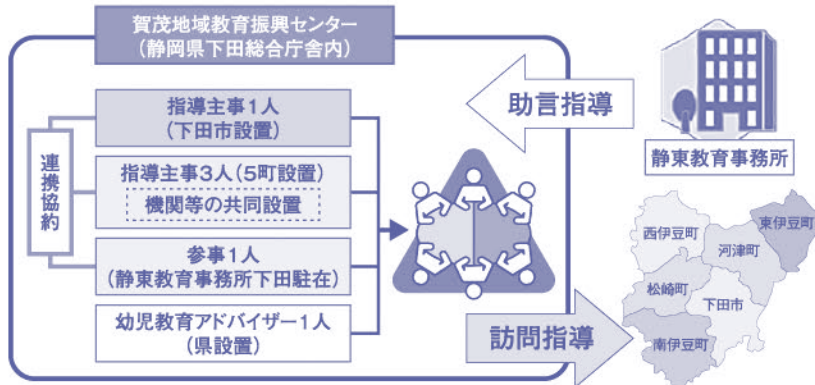 賀茂地域教育振興センター
(静岡県下田総合庁舎内)
連携協約
指導主事1人
(下田市設置)
指導主事3人(5町設置)
機関等の共同設置
参事1人
(静東教育事務所下田駐在)
幼児教育アドバイザー1人
(県設置)
助言指導
静東教育事務所
訪問指導
東伊豆町
西伊豆町
河津町
松崎町
下田市
南伊豆町